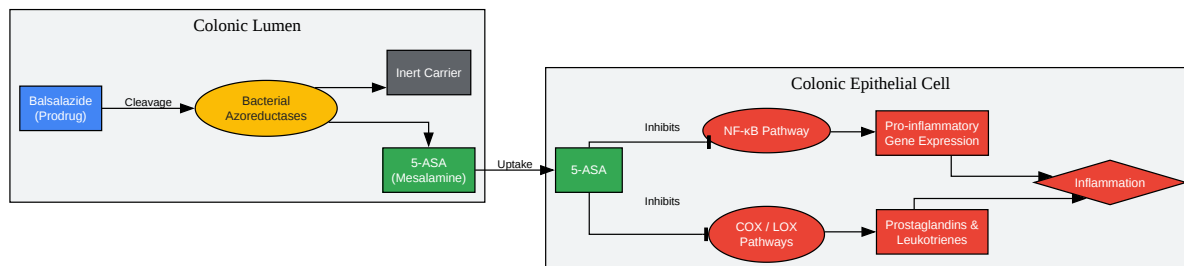 Colonic Lumen
Balsalazide
(Prodrug)
Cleavage
Bacterial
Azoreductases
Inert Carrier
5-ASA
(Mesalamine)
Uptake
Colonic Epithelial Cell
5-ASA
Inhibits
NF-κB Pathway
Pro-inflammatory
Gene Expression
Inhibits
COX / LOX
Pathways
Prostaglandins &
Leukotrienes
Inflammation